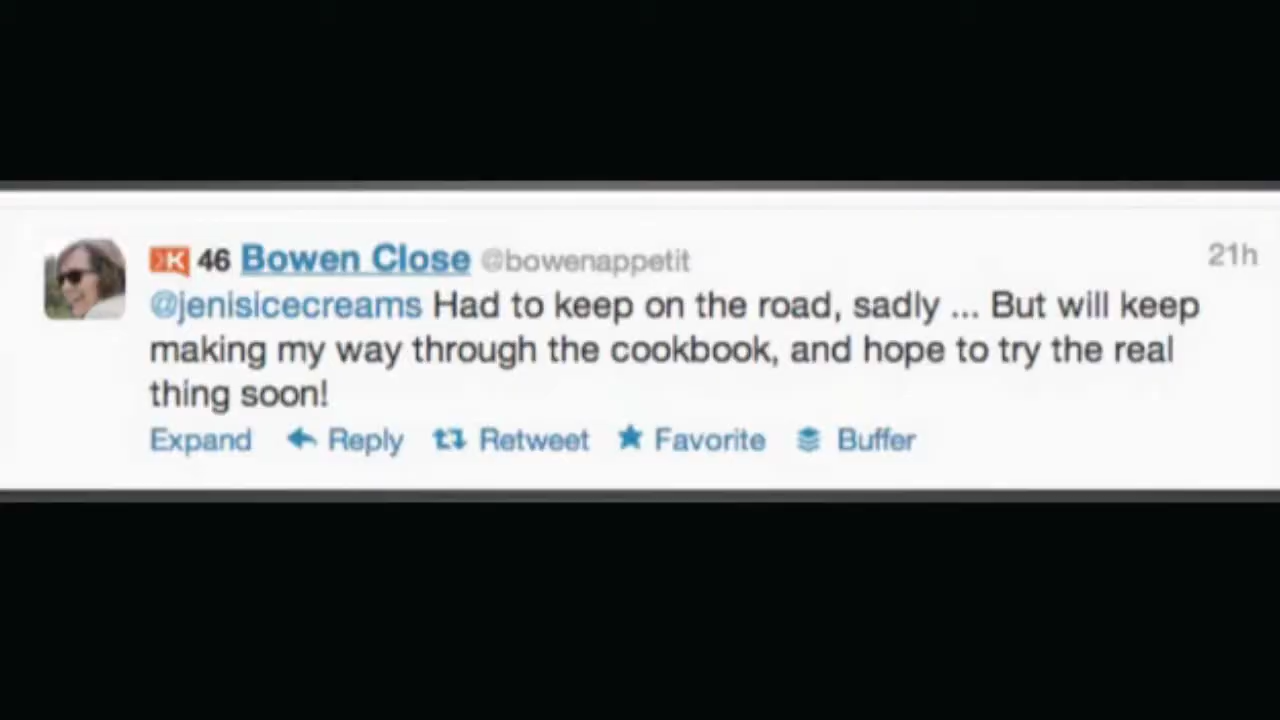 K 46 Bowen Close @bowenappetit 21h
@jenisicecreams Had to keep on the road, sadly ... But will keep
making my way through the cookbook, and hope to try the real
thing soon!
Expand Reply Retweet Favorite Buffer